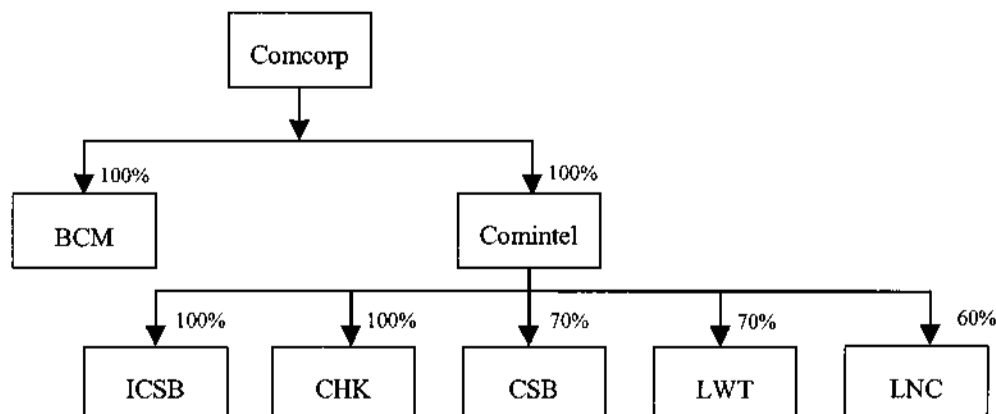 Comcorp
100%
100%
BCM
Comintel
100%
100%
70%
70%
60%
ICSB
CHK
CSB
LWT
LNC